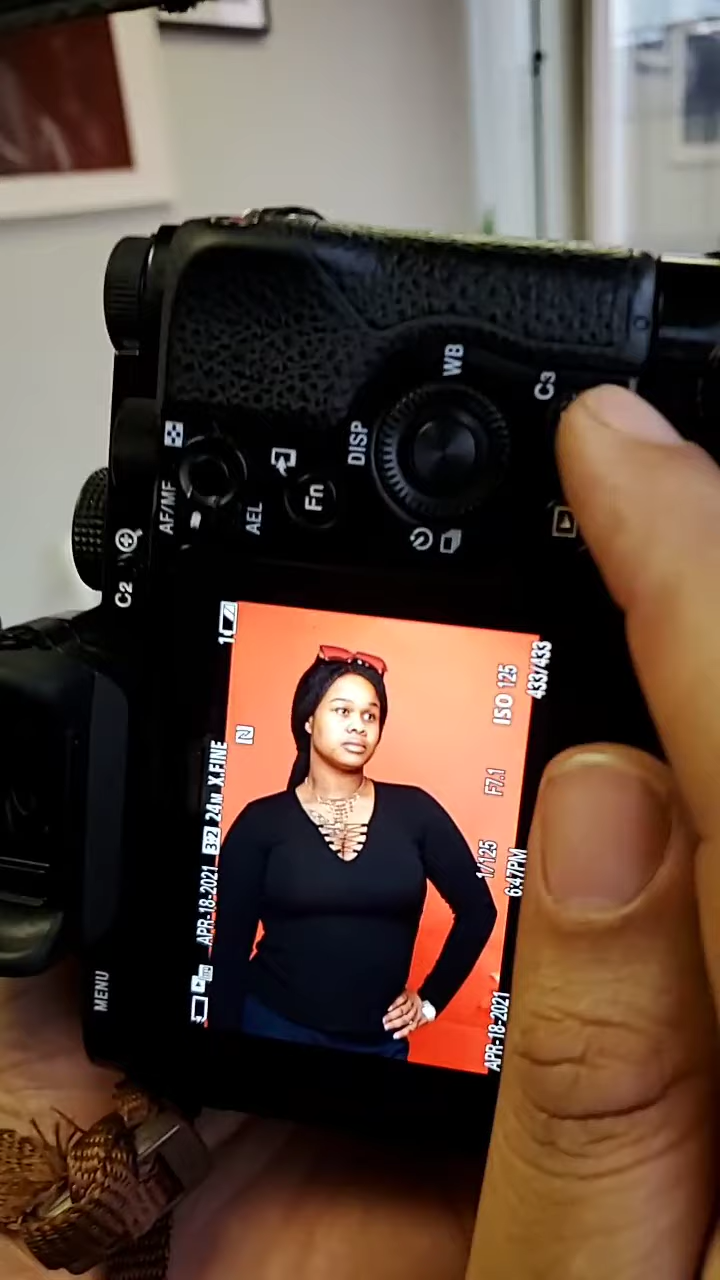 WB
C3
DISP
AF/MF
AEL
Fn
C2
MENU
1
3:2 24M X.FINE
APR-18-2021
433/433
ISO 125
F7.1
1/125
6:47PM
APR-18-2021